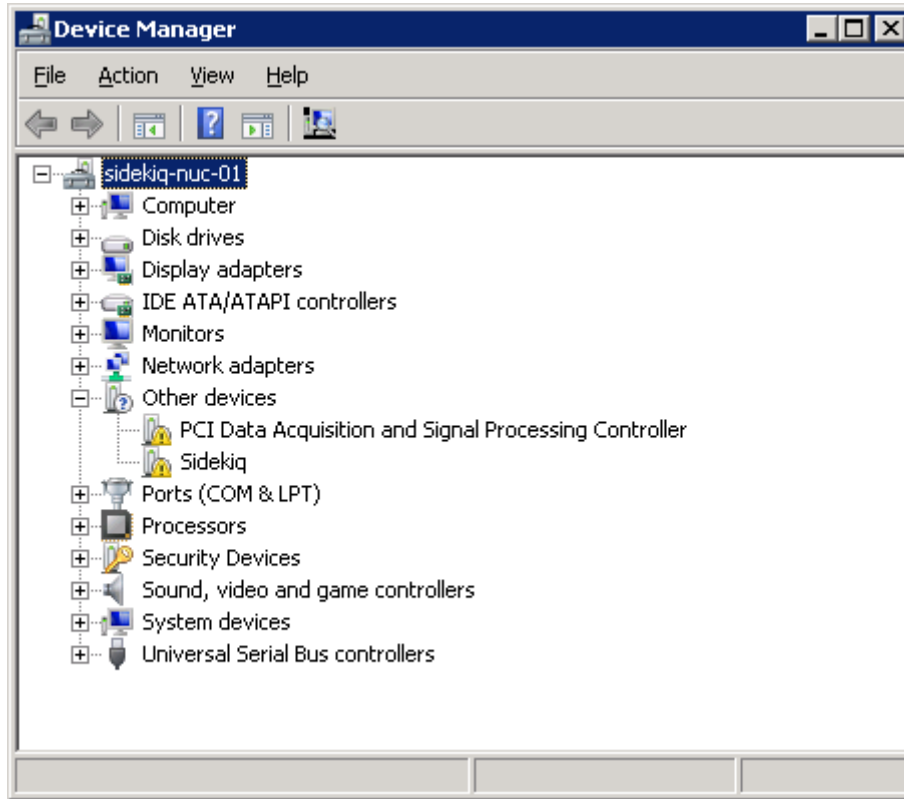 Device Manager
File Action View Help
sidekiq-nuc-01
Computer
Disk drives
Display adapters
IDE ATA/ATAPI controllers
Monitors
Network adapters
Other devices
PCI Data Acquisition and Signal Processing Controller
Sidekiq
Ports (COM & LPT)
Processors
Security Devices
Sound, video and game controllers
System devices
Universal Serial Bus controllers